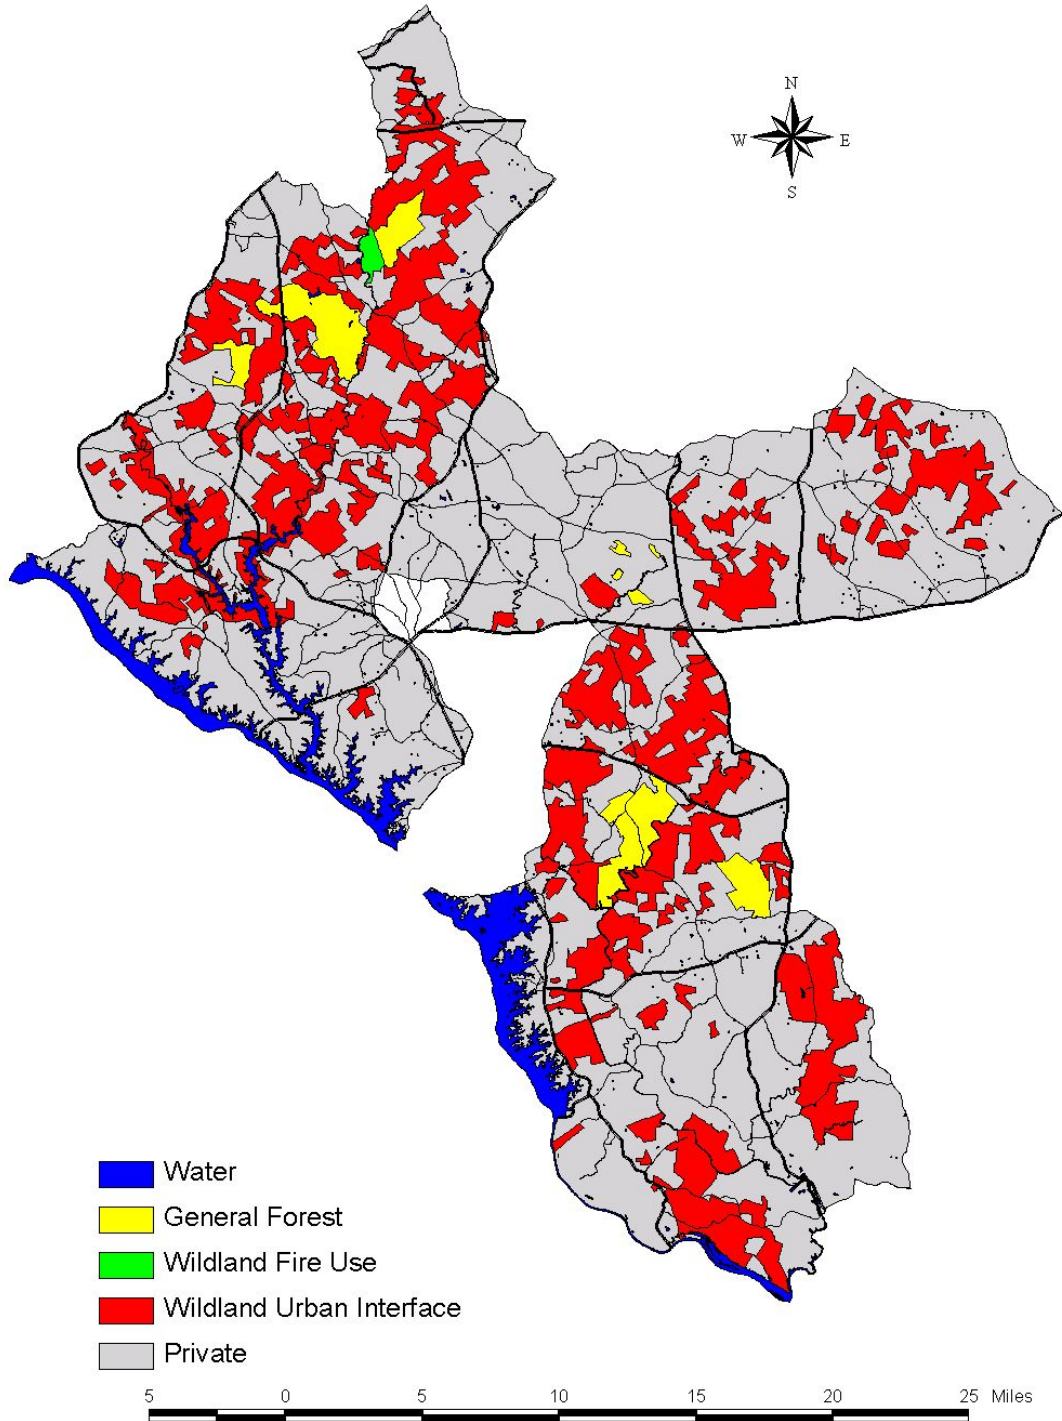 N
W E
S
Water
General Forest
Wildland Fire Use
Wildland Urban Interface
Private
5 0 5 10 15 20 25 Miles